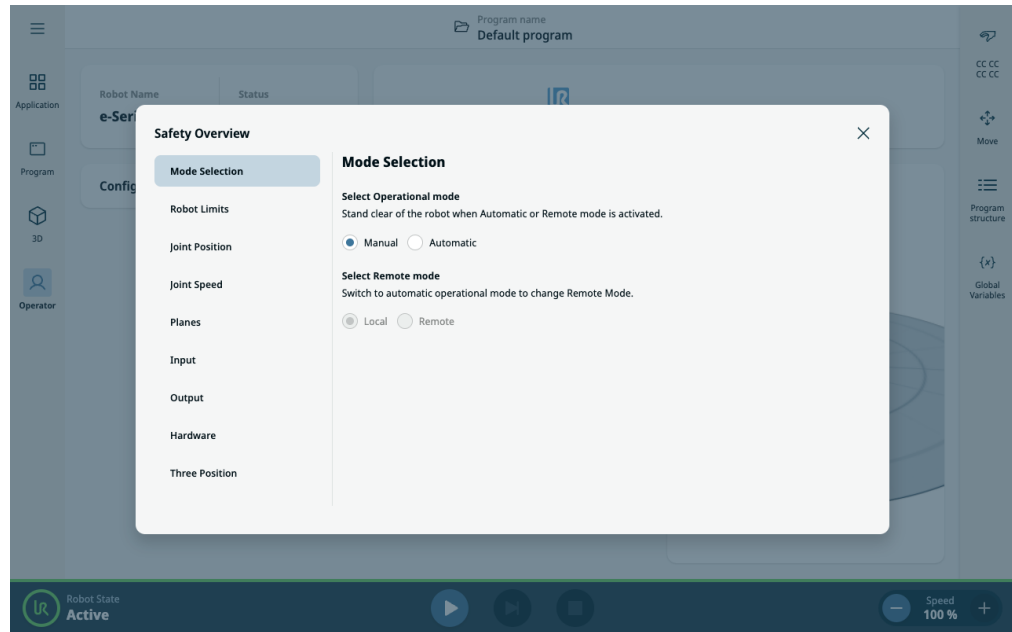 Program name
Default program
Application
Program
3D
Operator
Robot Name
Status
e-Seri
Config
Safety Overview
Mode Selection
Robot Limits
Joint Position
Joint Speed
Planes
Input
Output
Hardware
Three Position
Mode Selection
Select Operational mode
Stand clear of the robot when Automatic or Remote mode is activated.
Manual Automatic
Select Remote mode
Switch to automatic operational mode to change Remote Mode.
Local Remote
CC CC
CC CC
Move
Program
structure
{x}
Global
Variables
Robot State
Active
Speed
100 %